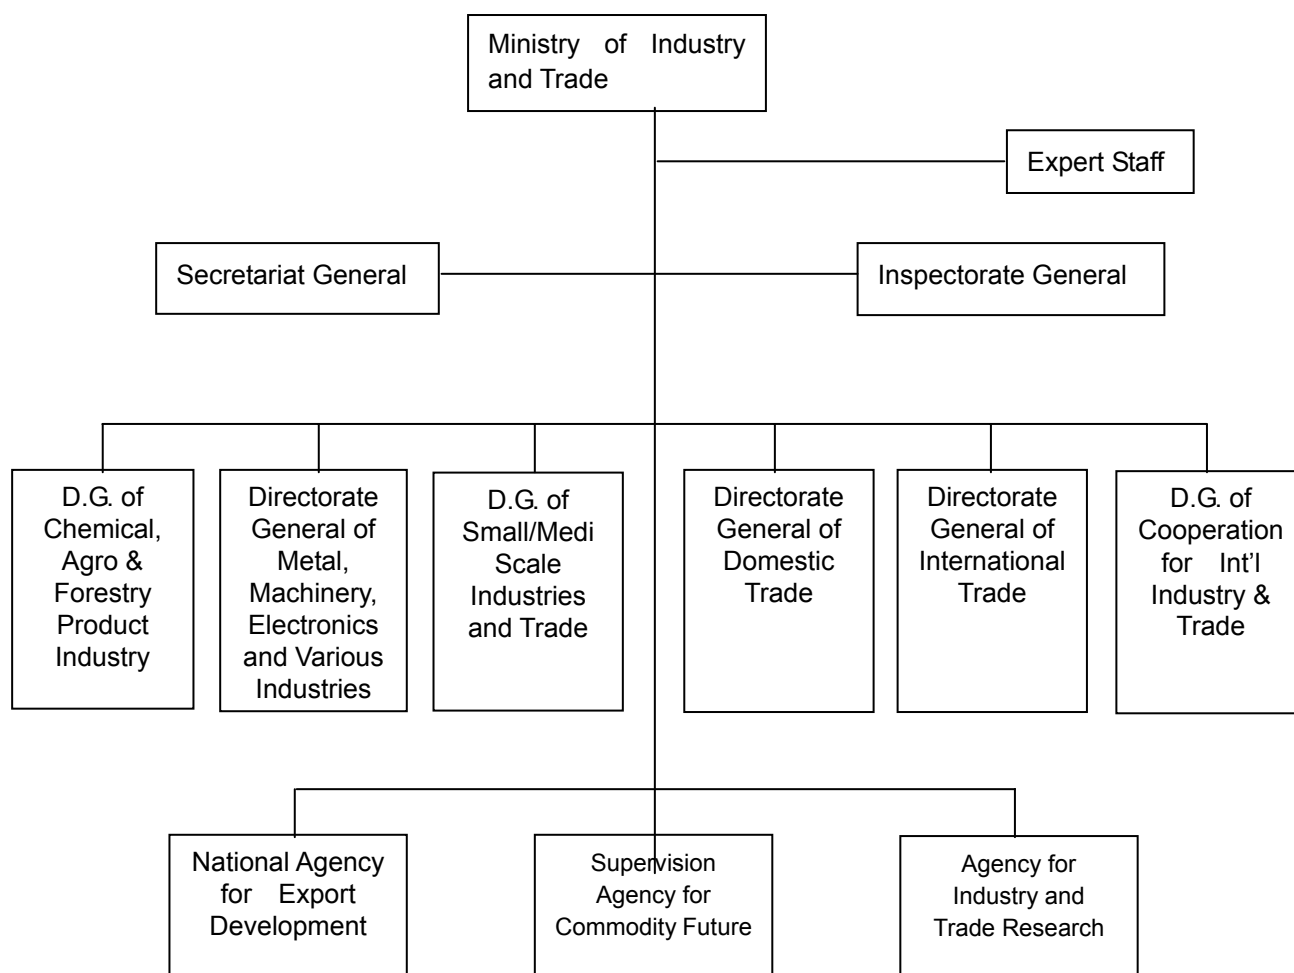 Ministry of Industry
and Trade
Expert Staff
Secretariat General
Inspectorate General
D.G. of
Chemical,
Agro &
Forestry
Product
Industry
Directorate
General of
Metal,
Machinery,
Electronics
and Various
Industries
D.G. of
Small/Medi
Scale
Industries
and Trade
Directorate
General of
Domestic
Trade
Directorate
General of
International
Trade
D.G. of
Cooperation
for Int’l
Industry &
Trade
National Agency
for Export
Development
Supervision
Agency for
Commodity Future
Agency for
Industry and
Trade Research